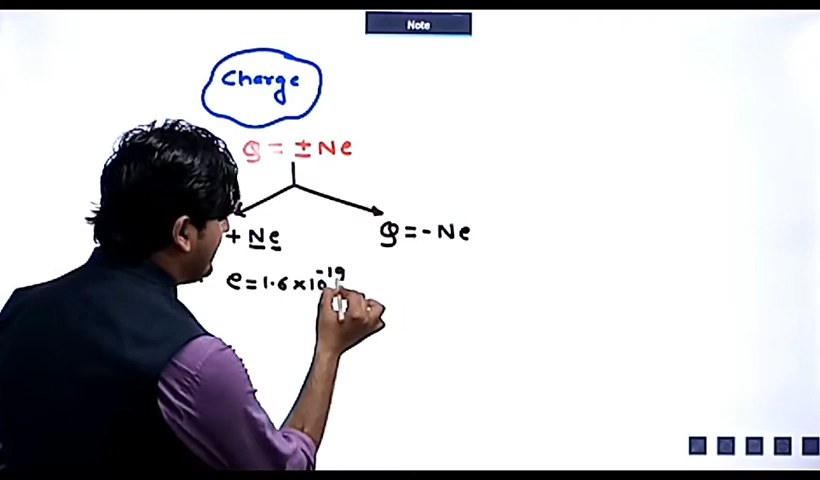 Note
Charge
Q = ± Ne
+ Ne
Q = - Ne
e = 1.6 × 10⁻¹⁹